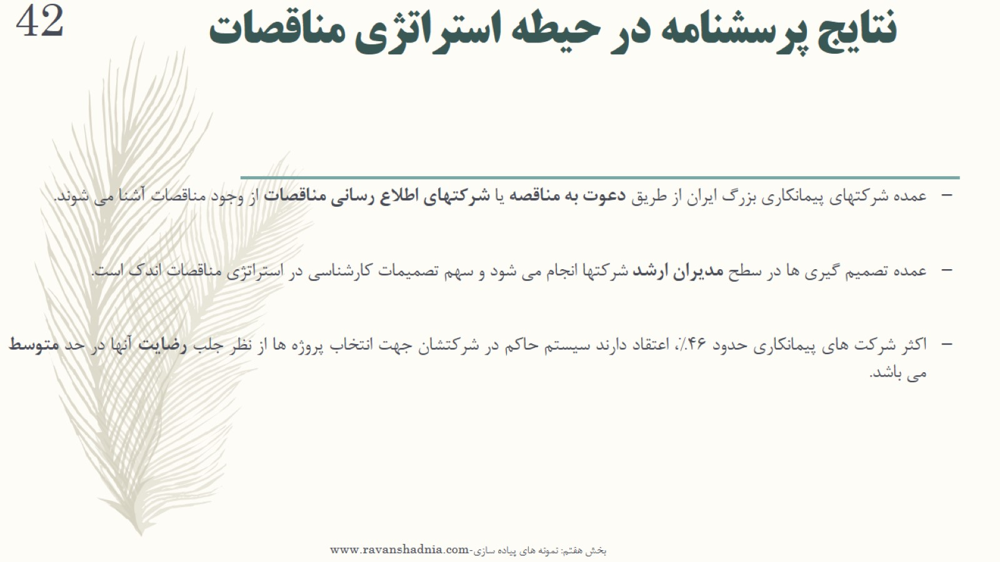 42
نتایج پرسشنامه در حیطه استراتژی مناقصات
– عمده شرکتهای پیمانکاری بزرگ ایران از طریق دعوت به مناقصه یا شرکتهای اطلاع رسانی مناقصات از وجود مناقصات آشنا می شوند.
– عمده تصمیم گیری ها در سطح مدیران ارشد شرکتها انجام می شود و سهم تصمیمات کارشناسی در استراتژی مناقصات اندک است.
– اکثر شرکت های پیمانکاری حدود ۴۶٪، اعتقاد دارند سیستم حاکم در شرکتشان جهت انتخاب پروژه ها از نظر جلب رضایت آنها در حد متوسط
می باشد.
بخش هفتم: نمونه های پیاده سازی-www.ravanshadnia.com